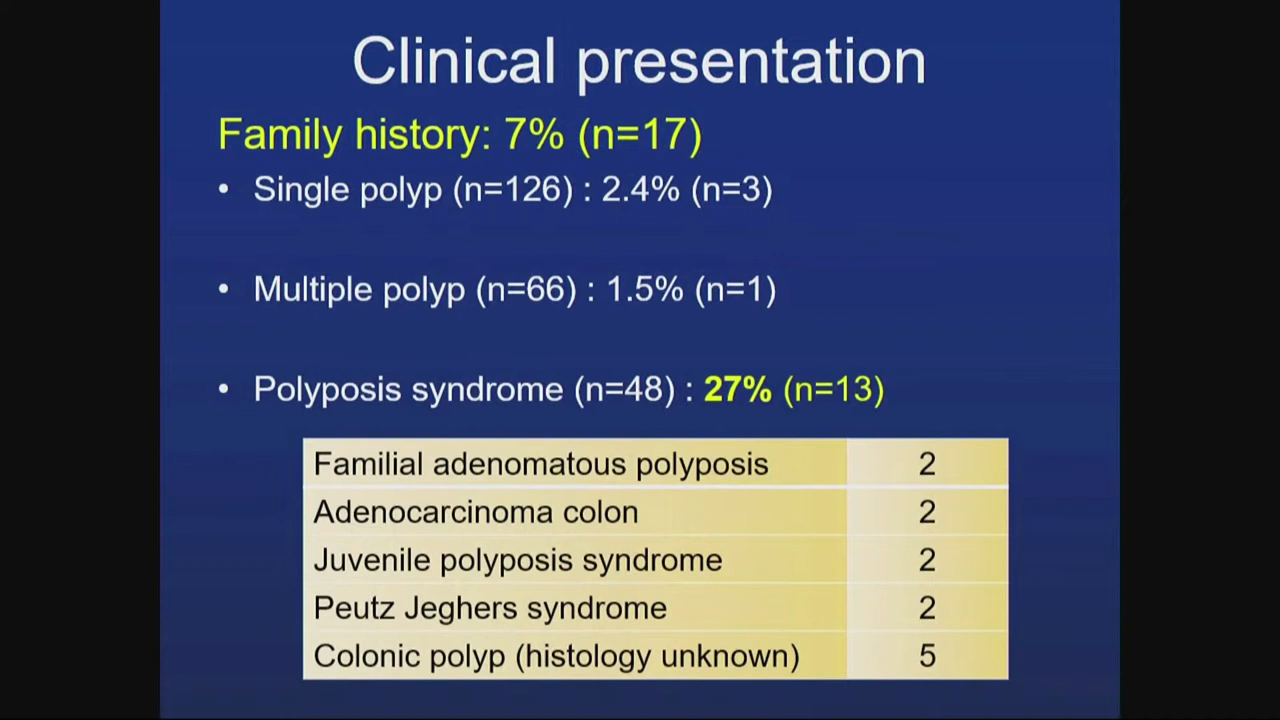 Clinical presentation
Family history: 7% (n=17)
• Single polyp (n=126) : 2.4% (n=3)
• Multiple polyp (n=66) : 1.5% (n=1)
• Polyposis syndrome (n=48) : 27% (n=13)
Familial adenomatous polyposis 2
Adenocarcinoma colon 2
Juvenile polyposis syndrome 2
Peutz Jeghers syndrome 2
Colonic polyp (histology unknown) 5